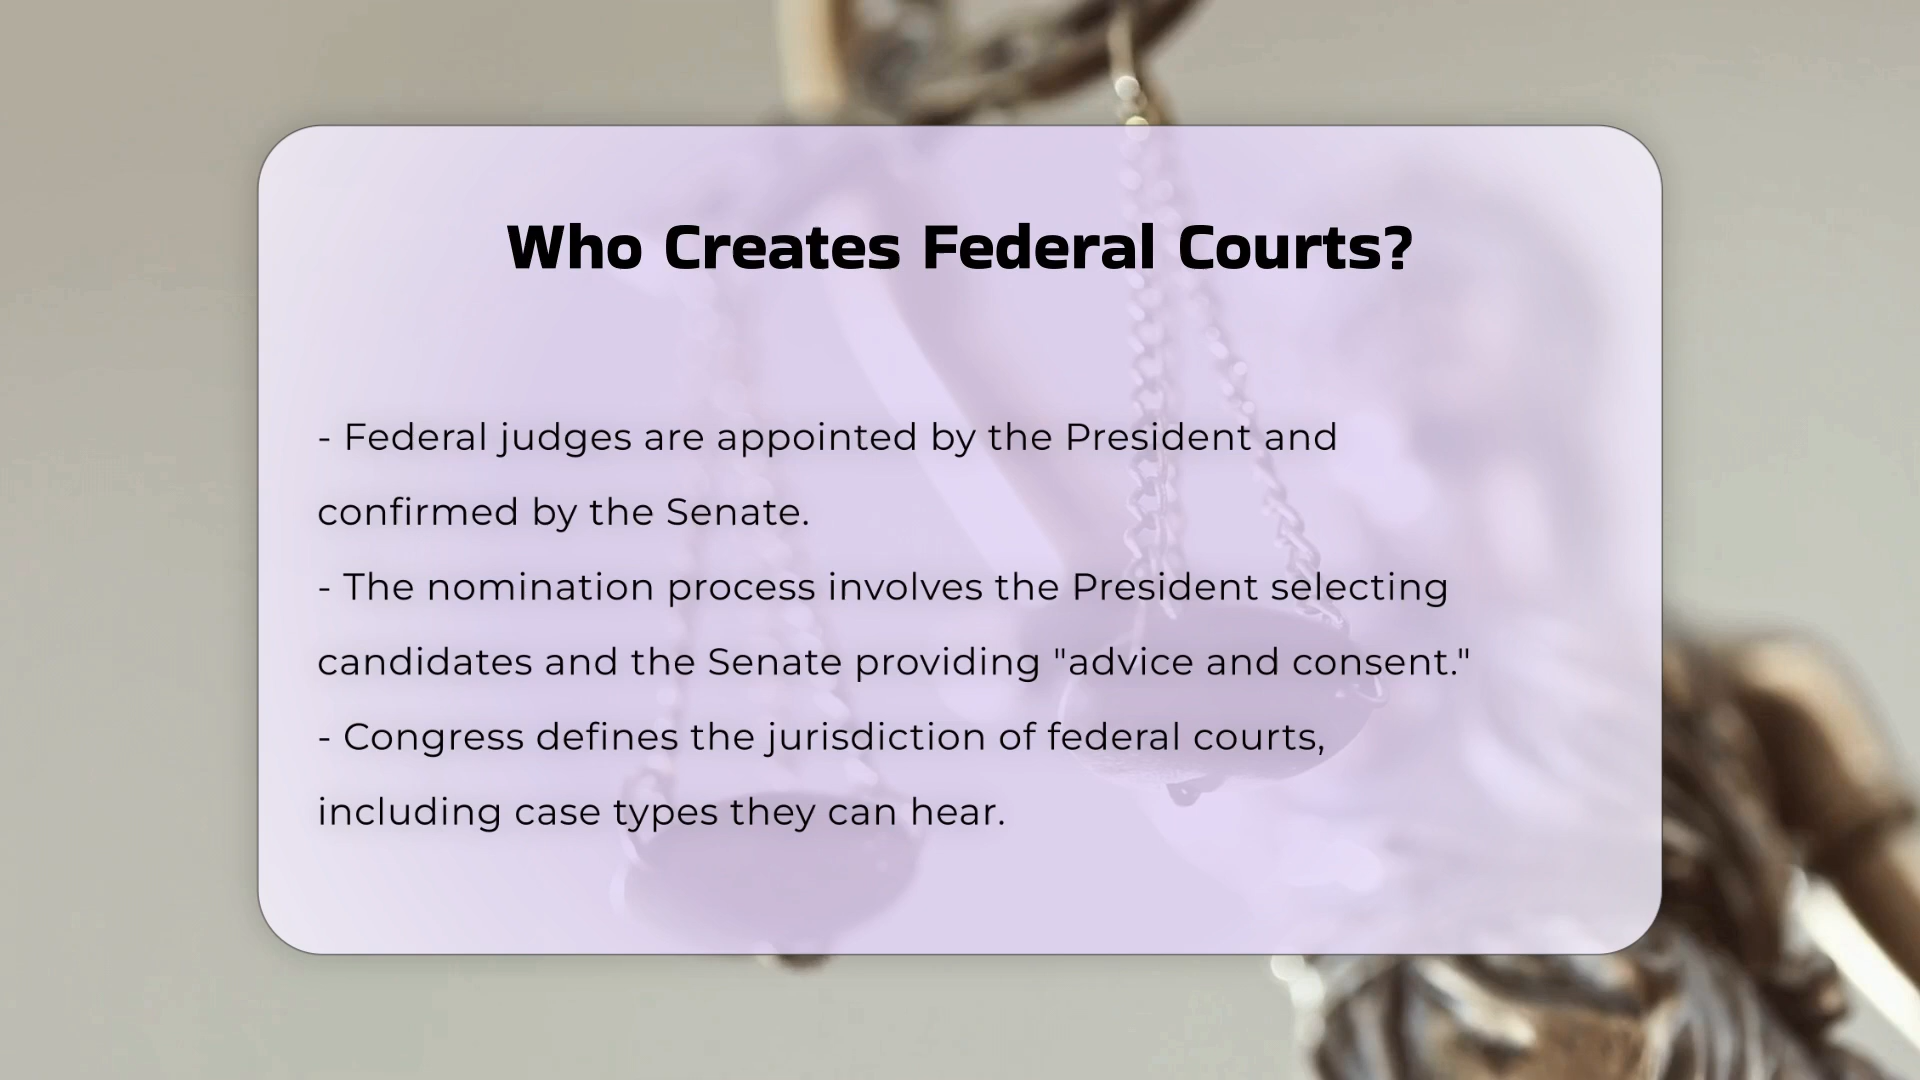 Who Creates Federal Courts?
- Federal judges are appointed by the President and
confirmed by the Senate.
- The nomination process involves the President selecting
candidates and the Senate providing "advice and consent."
- Congress defines the jurisdiction of federal courts,
including case types they can hear.